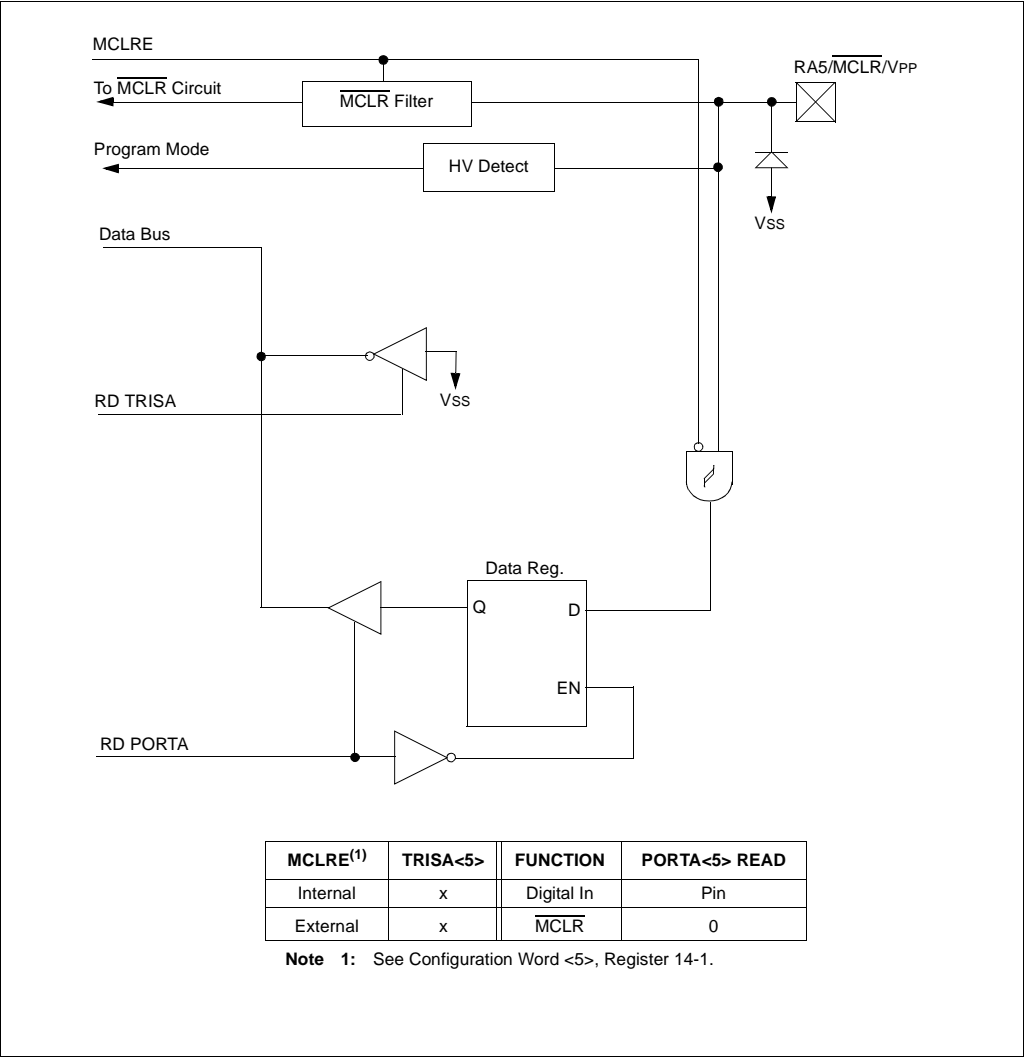 MCLRE
RA5/MCLR/VPP
To MCLR Circuit
MCLR Filter
Program Mode
HV Detect
VSS
Data Bus
RD TRISA
VSS
Data Reg.
Q D
EN
RD PORTA
MCLRE(1) TRISA<5> FUNCTION PORTA<5> READ
Internal x Digital In Pin
External x MCLR 0
Note 1: See Configuration Word <5>, Register 14-1.